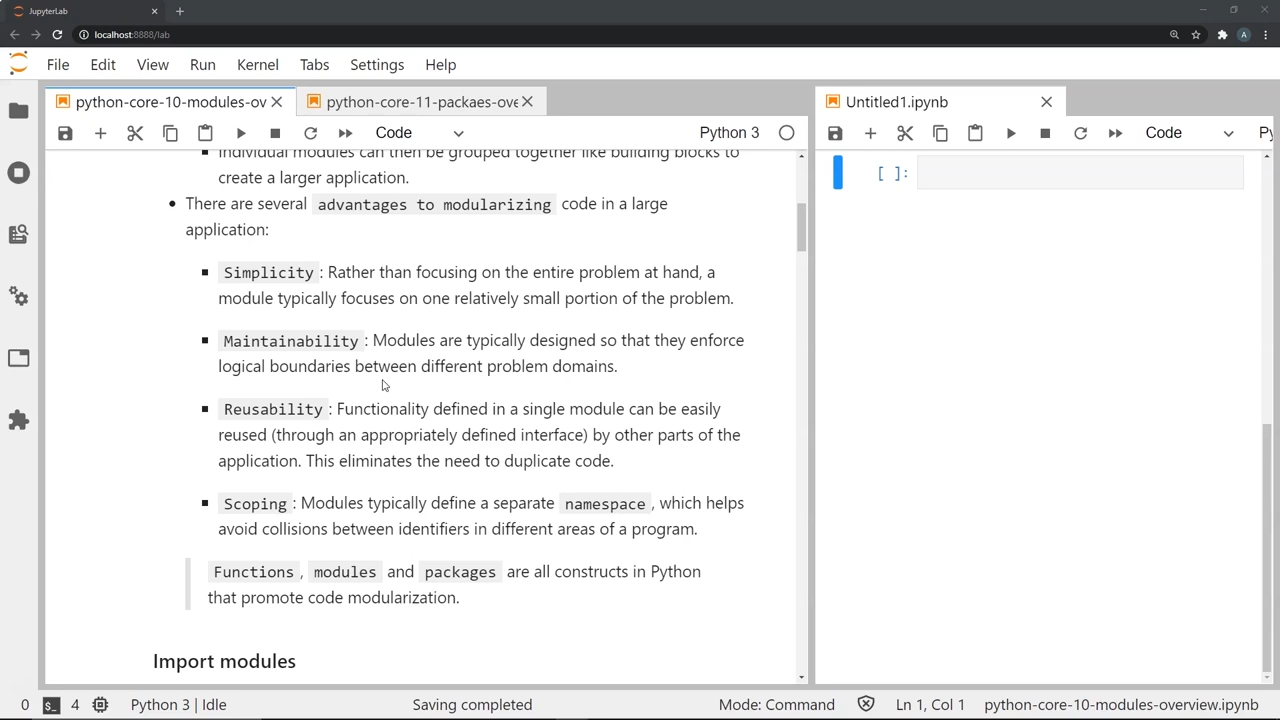 JupyterLab
localhost:8888/lab
A
File Edit View Run Kernel Tabs Settings Help
python-core-10-modules-ov python-core-11-packaes-ove Untitled1.ipynb
Code Python 3 Code Py
Individual modules can then be grouped together like building blocks to
create a larger application.
[ ]:
There are several advantages to modularizing code in a large
application:
Simplicity: Rather than focusing on the entire problem at hand, a
module typically focuses on one relatively small portion of the problem.
Maintainability: Modules are typically designed so that they enforce
logical boundaries between different problem domains.
Reusability: Functionality defined in a single module can be easily
reused (through an appropriately defined interface) by other parts of the
application. This eliminates the need to duplicate code.
Scoping: Modules typically define a separate namespace, which helps
avoid collisions between identifiers in different areas of a program.
Functions, modules and packages are all constructs in Python
that promote code modularization.
Import modules
0 $_ 4 Python 3 | Idle Saving completed Mode: Command Ln 1, Col 1 python-core-10-modules-overview.ipynb